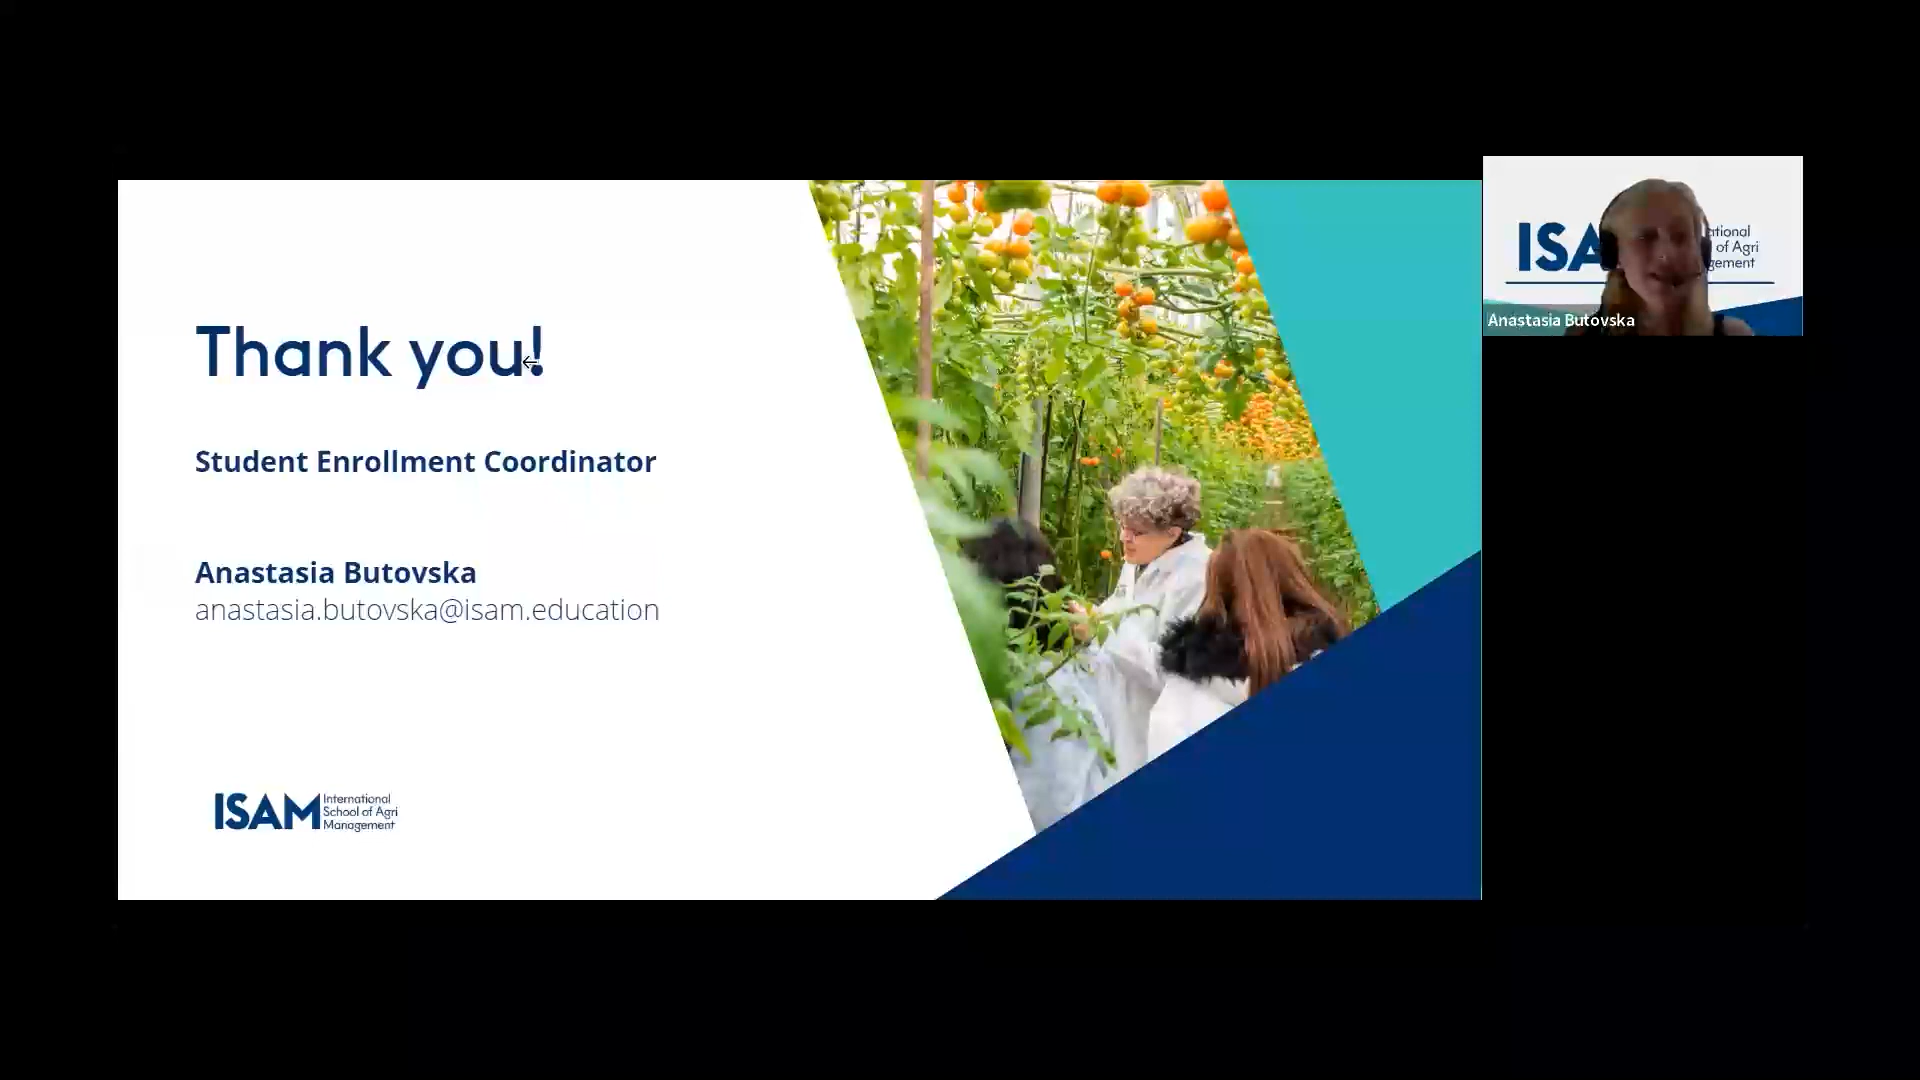 Thank you!
Student Enrollment Coordinator
Anastasia Butovska
anastasia.butovska@isam.education
ISAM International
School of Agri
Management
ISA
ational
of Agri
gement
Anastasia Butovska